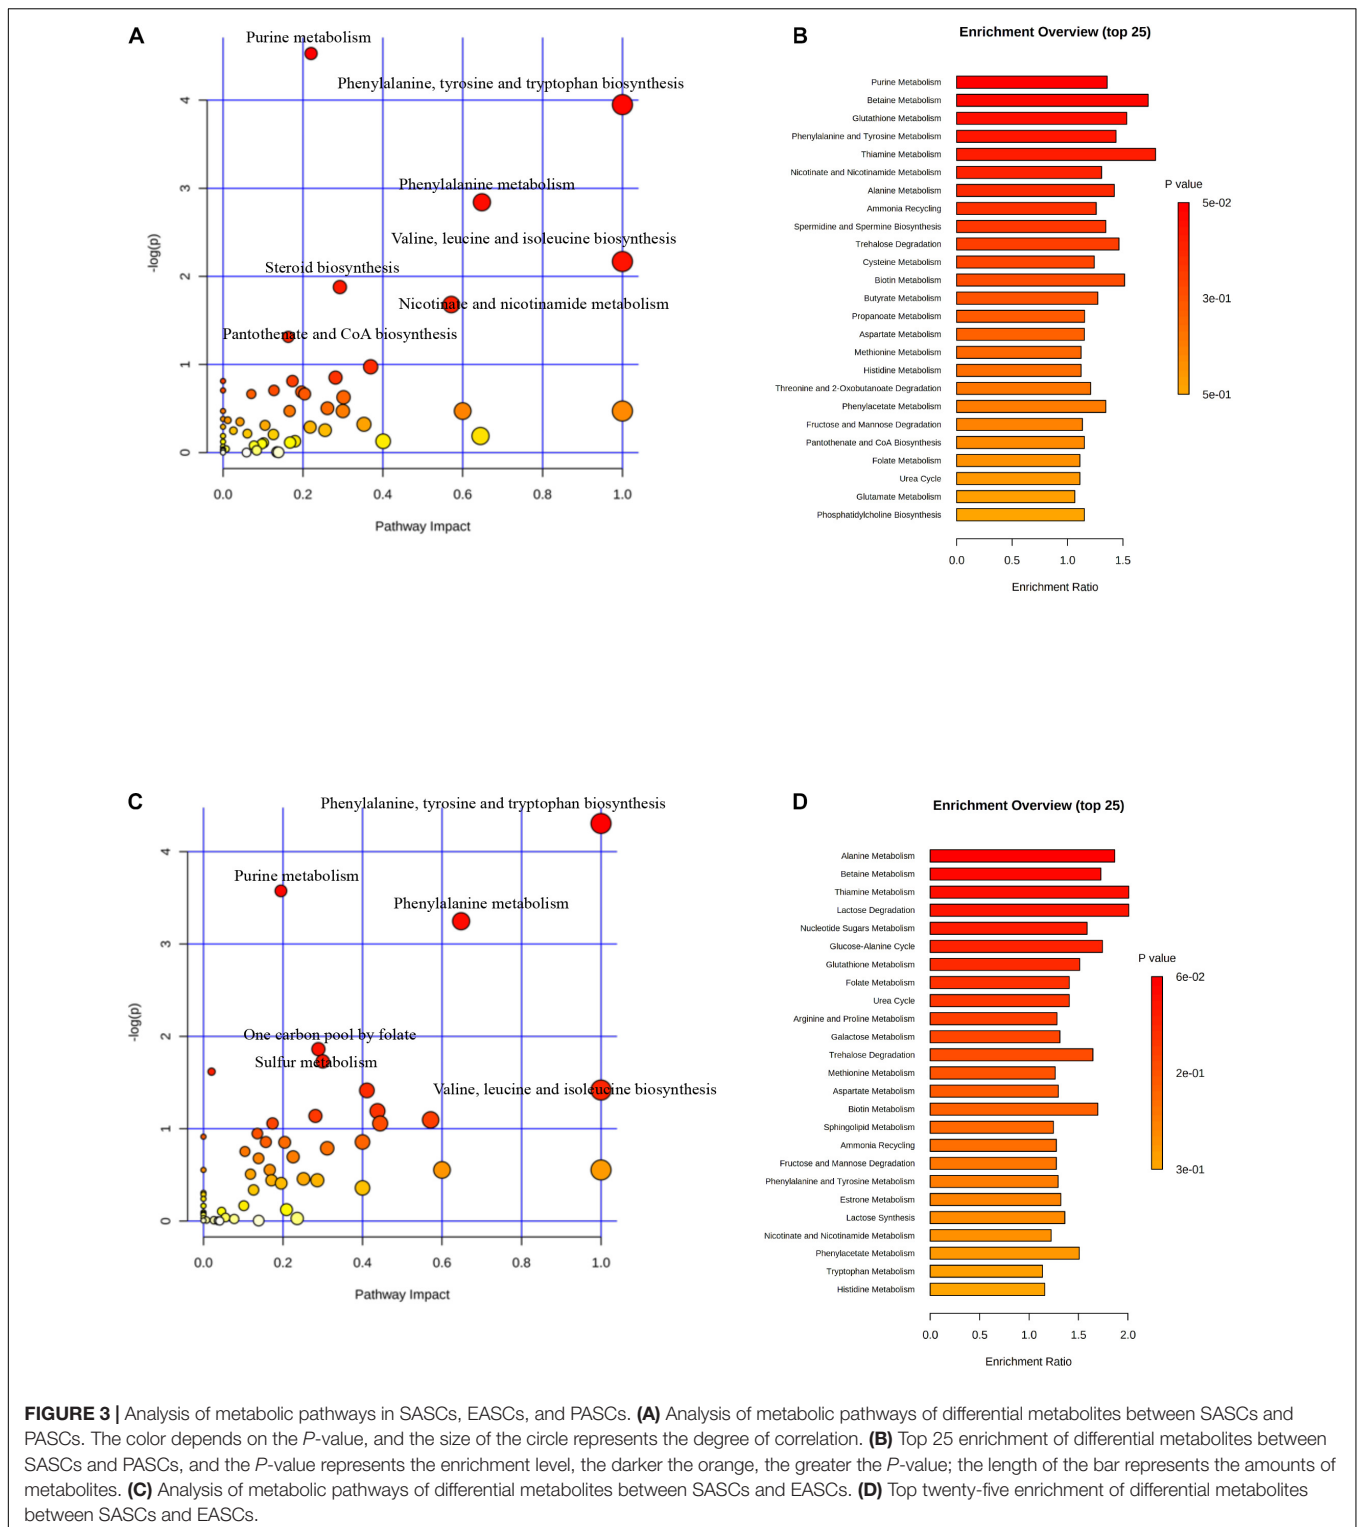 A
Purine metabolism
Phenylalanine, tyrosine and tryptophan biosynthesis
Phenylalanine metabolism
Valine, leucine and isoleucine biosynthesis
Steroid biosynthesis
Nicotinate and nicotinamide metabolism
Pantothenate and CoA biosynthesis
-log(p)
4
3
2
1
0
0.0 0.2 0.4 0.6 0.8 1.0
Pathway Impact
B
Enrichment Overview (top 25)
Purine Metabolism
Betaine Metabolism
Glutathione Metabolism
Phenylalanine and Tyrosine Metabolism
Thiamine Metabolism
Nicotinate and Nicotinamide Metabolism
Alanine Metabolism
Ammonia Recycling
Spermidine and Spermine Biosynthesis
Trehalose Degradation
Cysteine Metabolism
Biotin Metabolism
Butyrate Metabolism
Propanoate Metabolism
Aspartate Metabolism
Methionine Metabolism
Histidine Metabolism
Threonine and 2-Oxobutanoate Degradation
Phenylacetate Metabolism
Fructose and Mannose Degradation
Pantothenate and CoA Biosynthesis
Folate Metabolism
Urea Cycle
Glutamate Metabolism
Phosphatidylcholine Biosynthesis
0.0 0.5 1.0 1.5
Enrichment Ratio
P value
5e-02
3e-01
5e-01
C
Phenylalanine, tyrosine and tryptophan biosynthesis
Purine metabolism
Phenylalanine metabolism
One carbon pool by folate
Sulfur metabolism
Valine, leucine and isoleucine biosynthesis
-log(p)
4
3
2
1
0
0.0 0.2 0.4 0.6 0.8 1.0
Pathway Impact
D
Enrichment Overview (top 25)
Alanine Metabolism
Betaine Metabolism
Thiamine Metabolism
Lactose Degradation
Nucleotide Sugars Metabolism
Glucose-Alanine Cycle
Glutathione Metabolism
Folate Metabolism
Urea Cycle
Arginine and Proline Metabolism
Galactose Metabolism
Trehalose Degradation
Methionine Metabolism
Aspartate Metabolism
Biotin Metabolism
Sphingolipid Metabolism
Ammonia Recycling
Fructose and Mannose Degradation
Phenylalanine and Tyrosine Metabolism
Estrone Metabolism
Lactose Synthesis
Nicotinate and Nicotinamide Metabolism
Phenylacetate Metabolism
Tryptophan Metabolism
Histidine Metabolism
0.0 0.5 1.0 1.5 2.0
Enrichment Ratio
P value
6e-02
2e-01
3e-01
FIGURE 3 | Analysis of metabolic pathways in SASCs, EASCs, and PASCs. (A) Analysis of metabolic pathways of differential metabolites between SASCs and
PASCs. The color depends on the P-value, and the size of the circle represents the degree of correlation. (B) Top 25 enrichment of differential metabolites between
SASCs and PASCs, and the P-value represents the enrichment level, the darker the orange, the greater the P-value; the length of the bar represents the amounts of
metabolites. (C) Analysis of metabolic pathways of differential metabolites between SASCs and EASCs. (D) Top twenty-five enrichment of differential metabolites
between SASCs and EASCs.